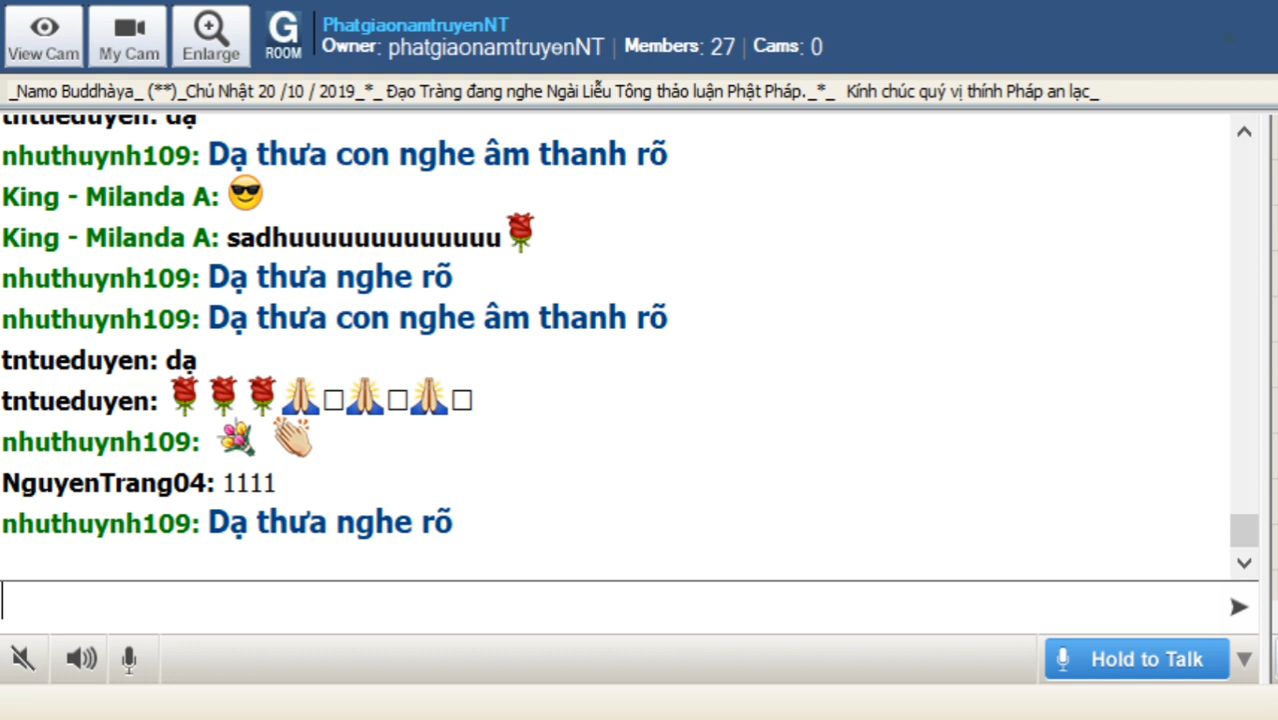 View Cam
My Cam
Enlarge
G
ROOM
PhatgiaonamtruyenNT
Owner: phatgiaonamtruyenNT | Members: 27 | Cams: 0
_Namo Buddhàya_ (**)_Chủ Nhật 20 /10 / 2019_*_ Đạo Tràng đang nghe Ngài Liễu Tông thảo luận Phật Pháp._*_ Kính chúc quý vị thính Pháp an lạc_
tntueduyen: dạ
nhuthuynh109: Dạ thưa con nghe âm thanh rõ
King - Milanda A: 😎
King - Milanda A: sadhuuuuuuuuuuuuu🌹
nhuthuynh109: Dạ thưa nghe rõ
nhuthuynh109: Dạ thưa con nghe âm thanh rõ
tntueduyen: dạ
tntueduyen: 🌹🌹🌹🙏□🙏□🙏□
nhuthuynh109: 💐 👏
NguyenTrang04: 1111
nhuthuynh109: Dạ thưa nghe rõ
Hold to Talk